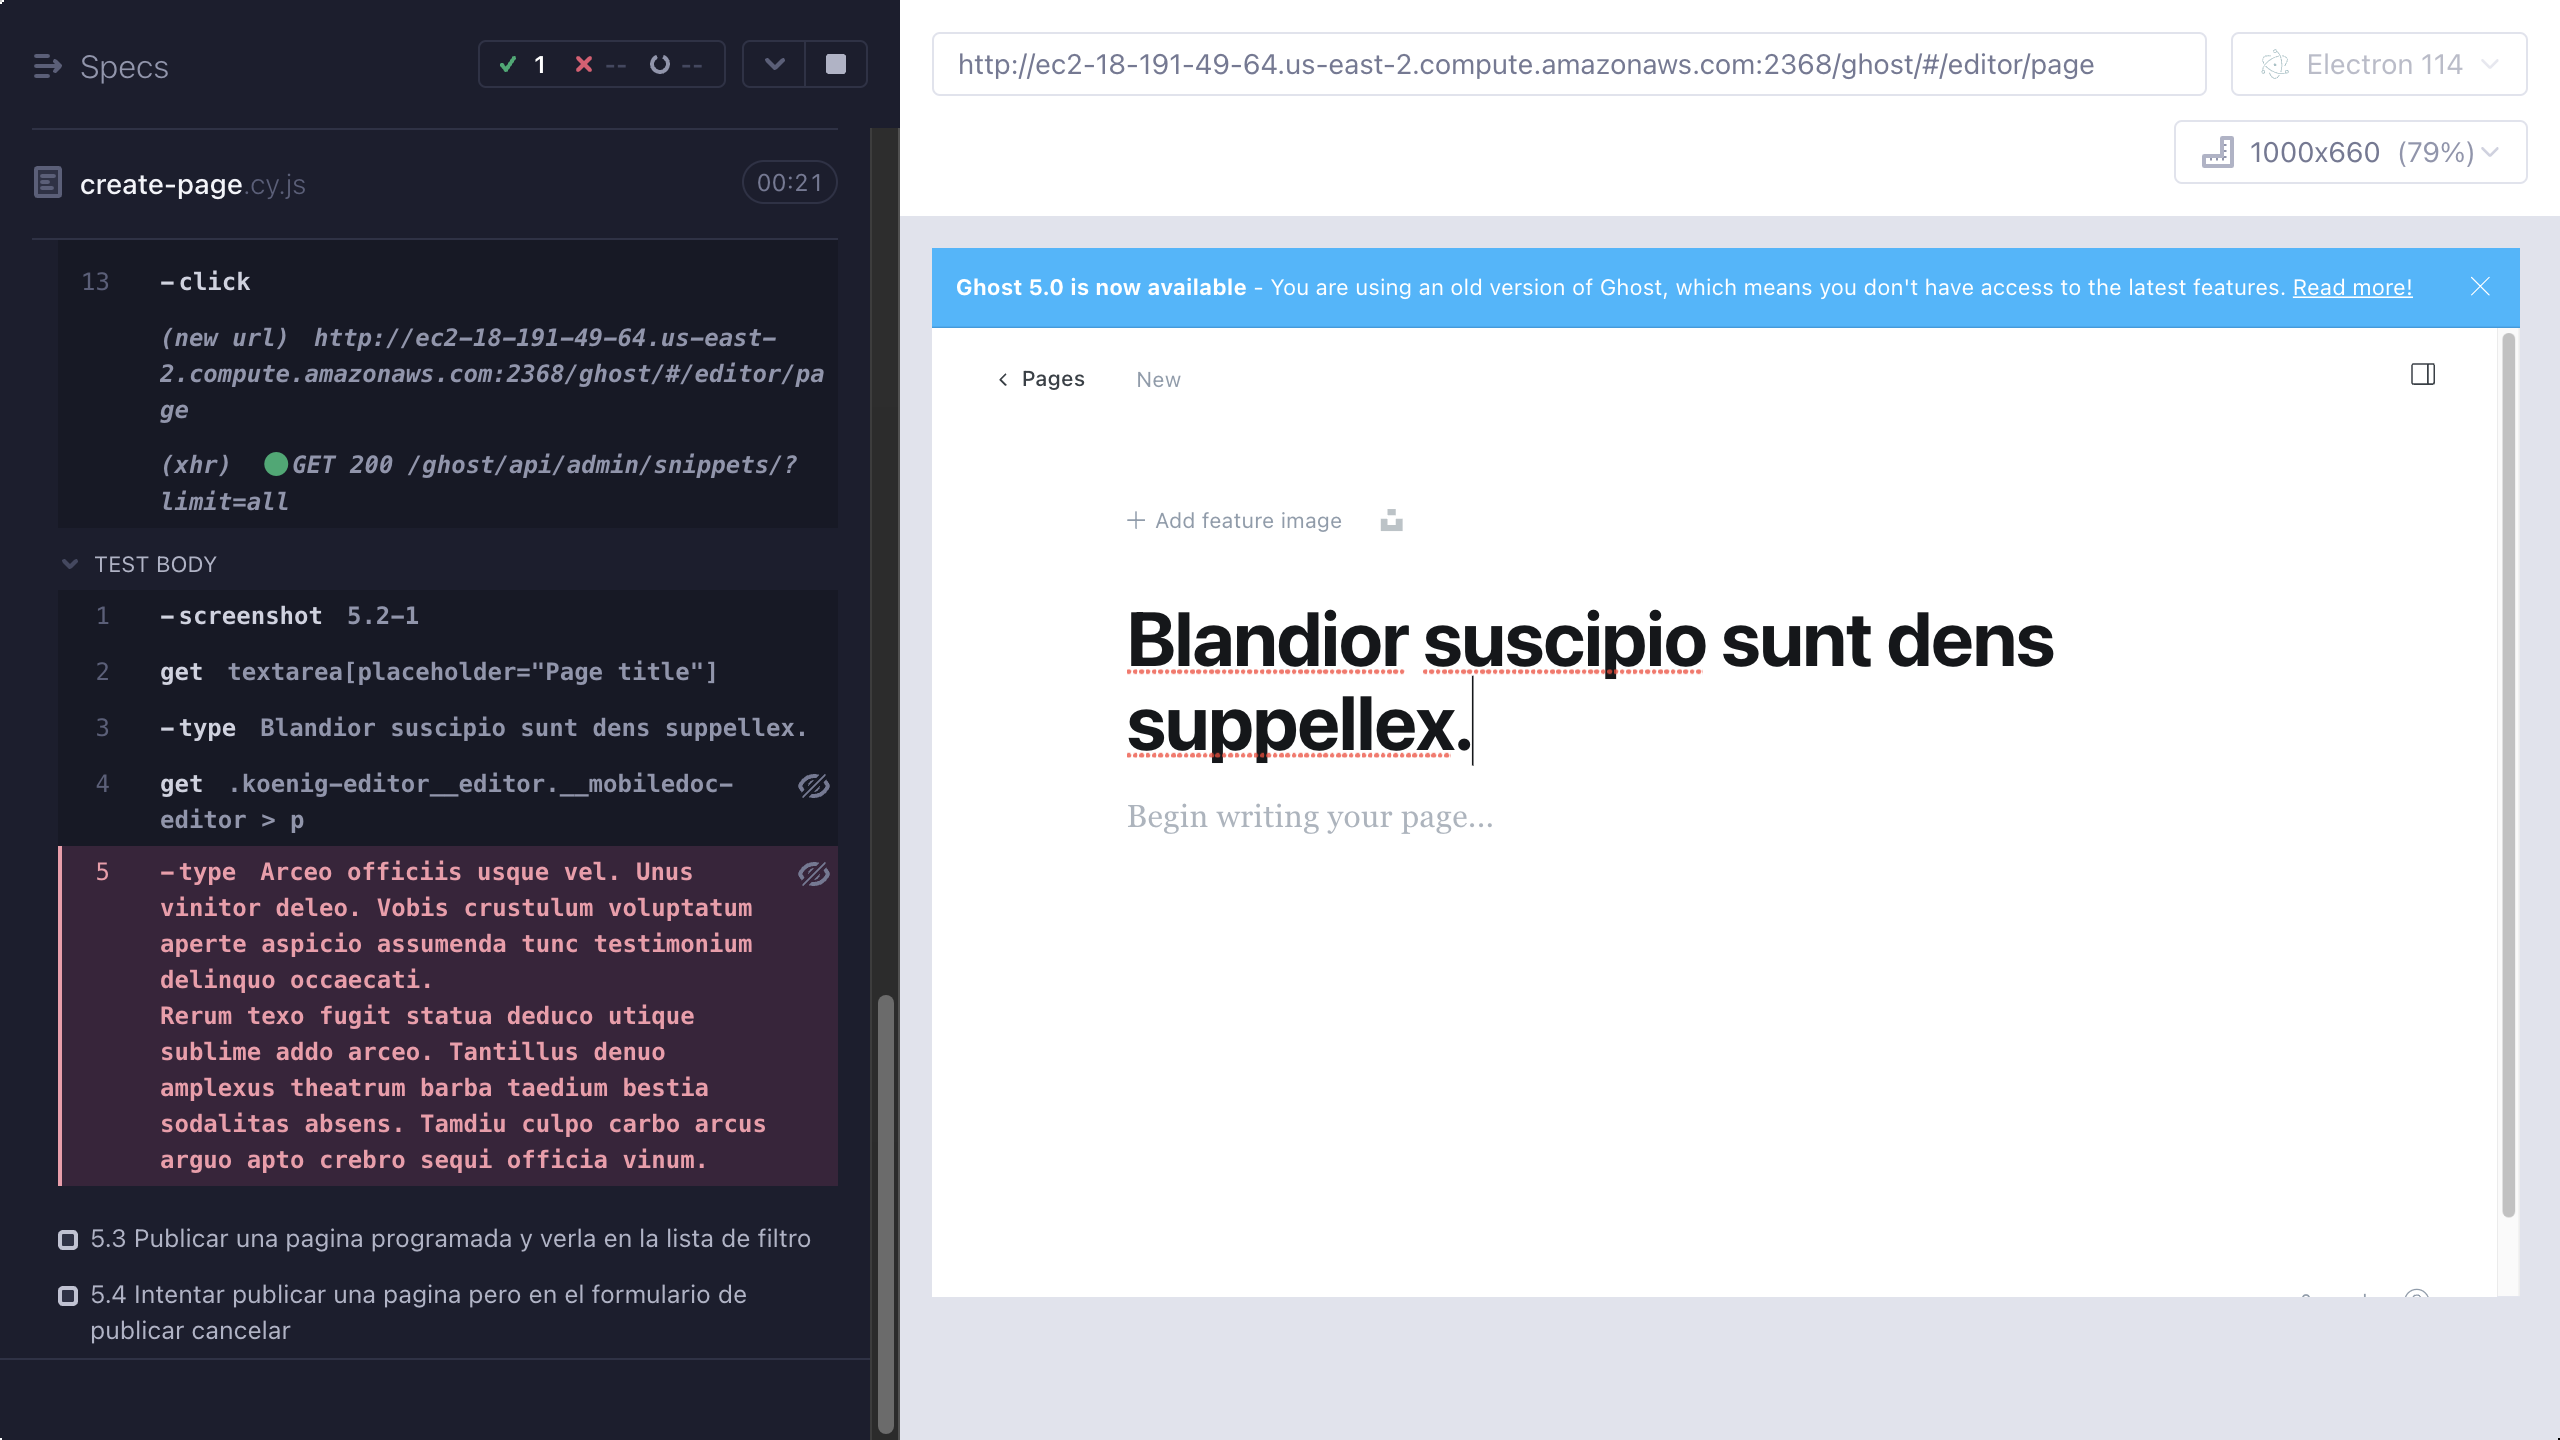 Specs
1
--
--
create-page.cy.js
00:21
13 -click
(new url) http://ec2-18-191-49-64.us-east-
2.compute.amazonaws.com:2368/ghost/#/editor/pa
ge
(xhr) GET 200 /ghost/api/admin/snippets/?
limit=all
TEST BODY
1 -screenshot 5.2-1
2 get textarea[placeholder="Page title"]
3 -type Blandior suscipio sunt dens suppellex.
4 get .koenig-editor__editor.__mobiledoc-
editor > p
5 -type Arceo officiis usque vel. Unus
vinitor deleo. Vobis crustulum voluptatum
aperte aspicio assumenda tunc testimonium
delinquo occaecati.
Rerum texo fugit statua deduco utique
sublime addo arceo. Tantillus denuo
amplexus theatrum barba taedium bestia
sodalitas absens. Tamdiu culpo carbo arcus
arguo apto crebro sequi officia vinum.
5.3 Publicar una pagina programada y verla en la lista de filtro
5.4 Intentar publicar una pagina pero en el formulario de
publicar cancelar
http://ec2-18-191-49-64.us-east-2.compute.amazonaws.com:2368/ghost/#/editor/page
Electron 114
1000x660 (79%)
Ghost 5.0 is now available - You are using an old version of Ghost, which means you don't have access to the latest features. Read more!
Pages
New
Add feature image
Blandior suscipio sunt dens
suppellex.
Begin writing your page...